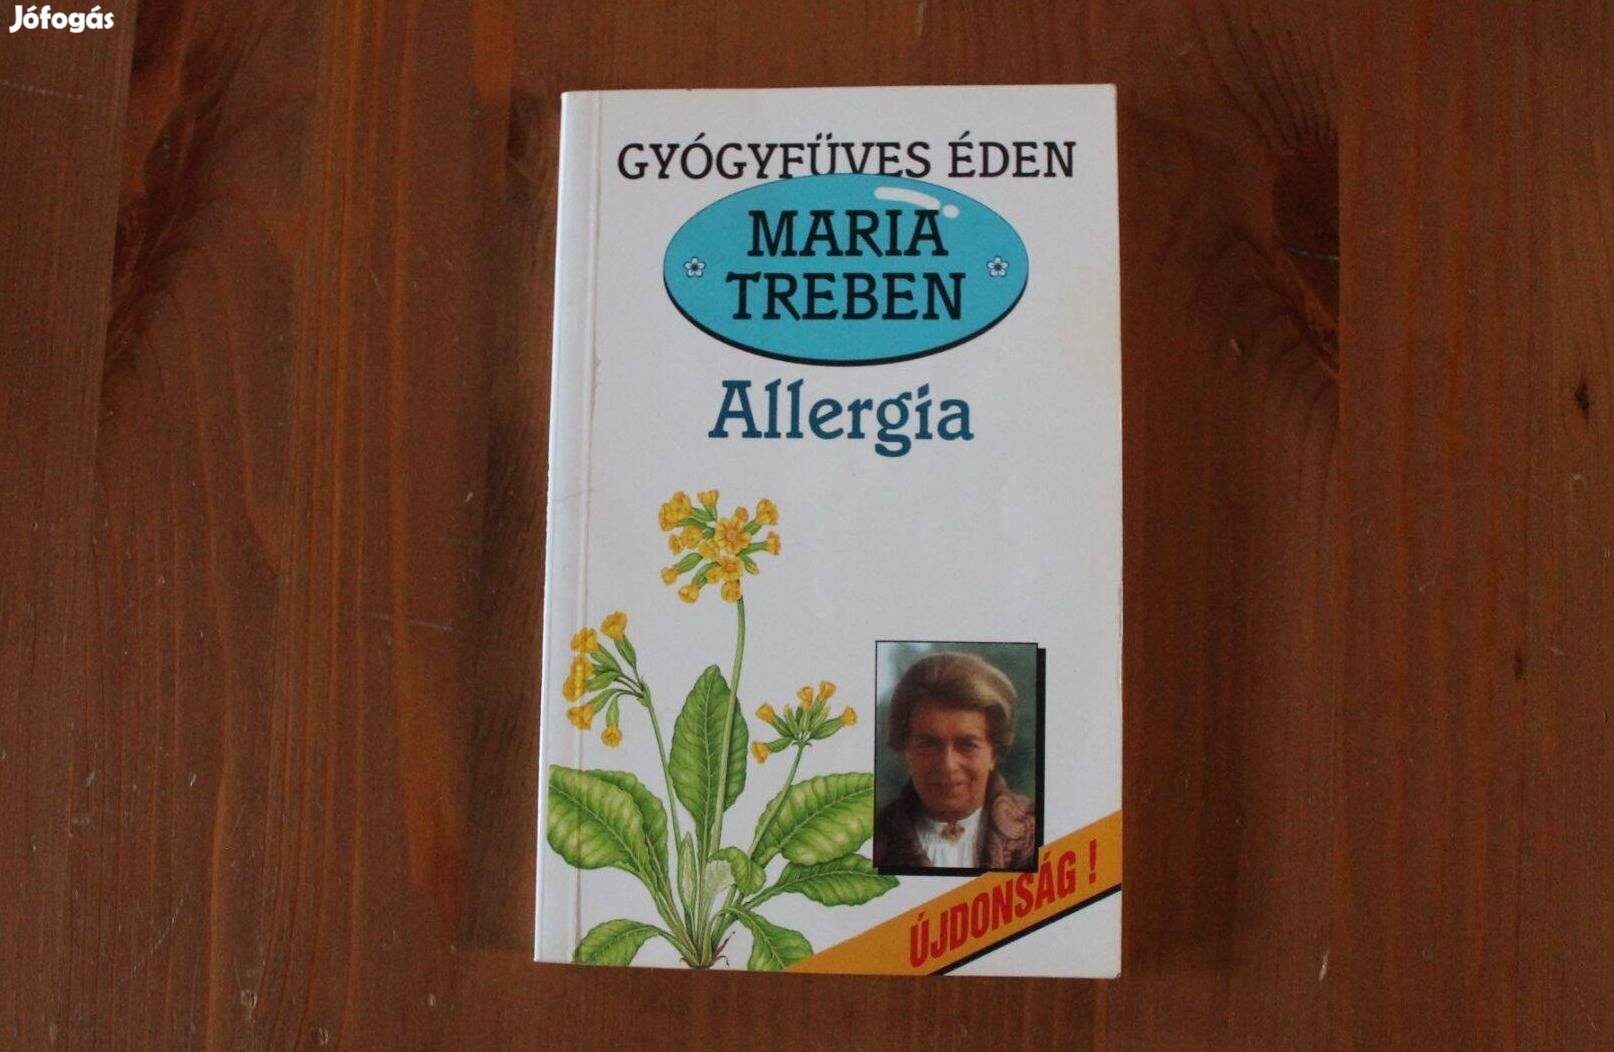 Jófogás
GYÓGYFÜVES ÉDEN
MARIA
TREBEN
Allergia
ÚJDONSÁG !